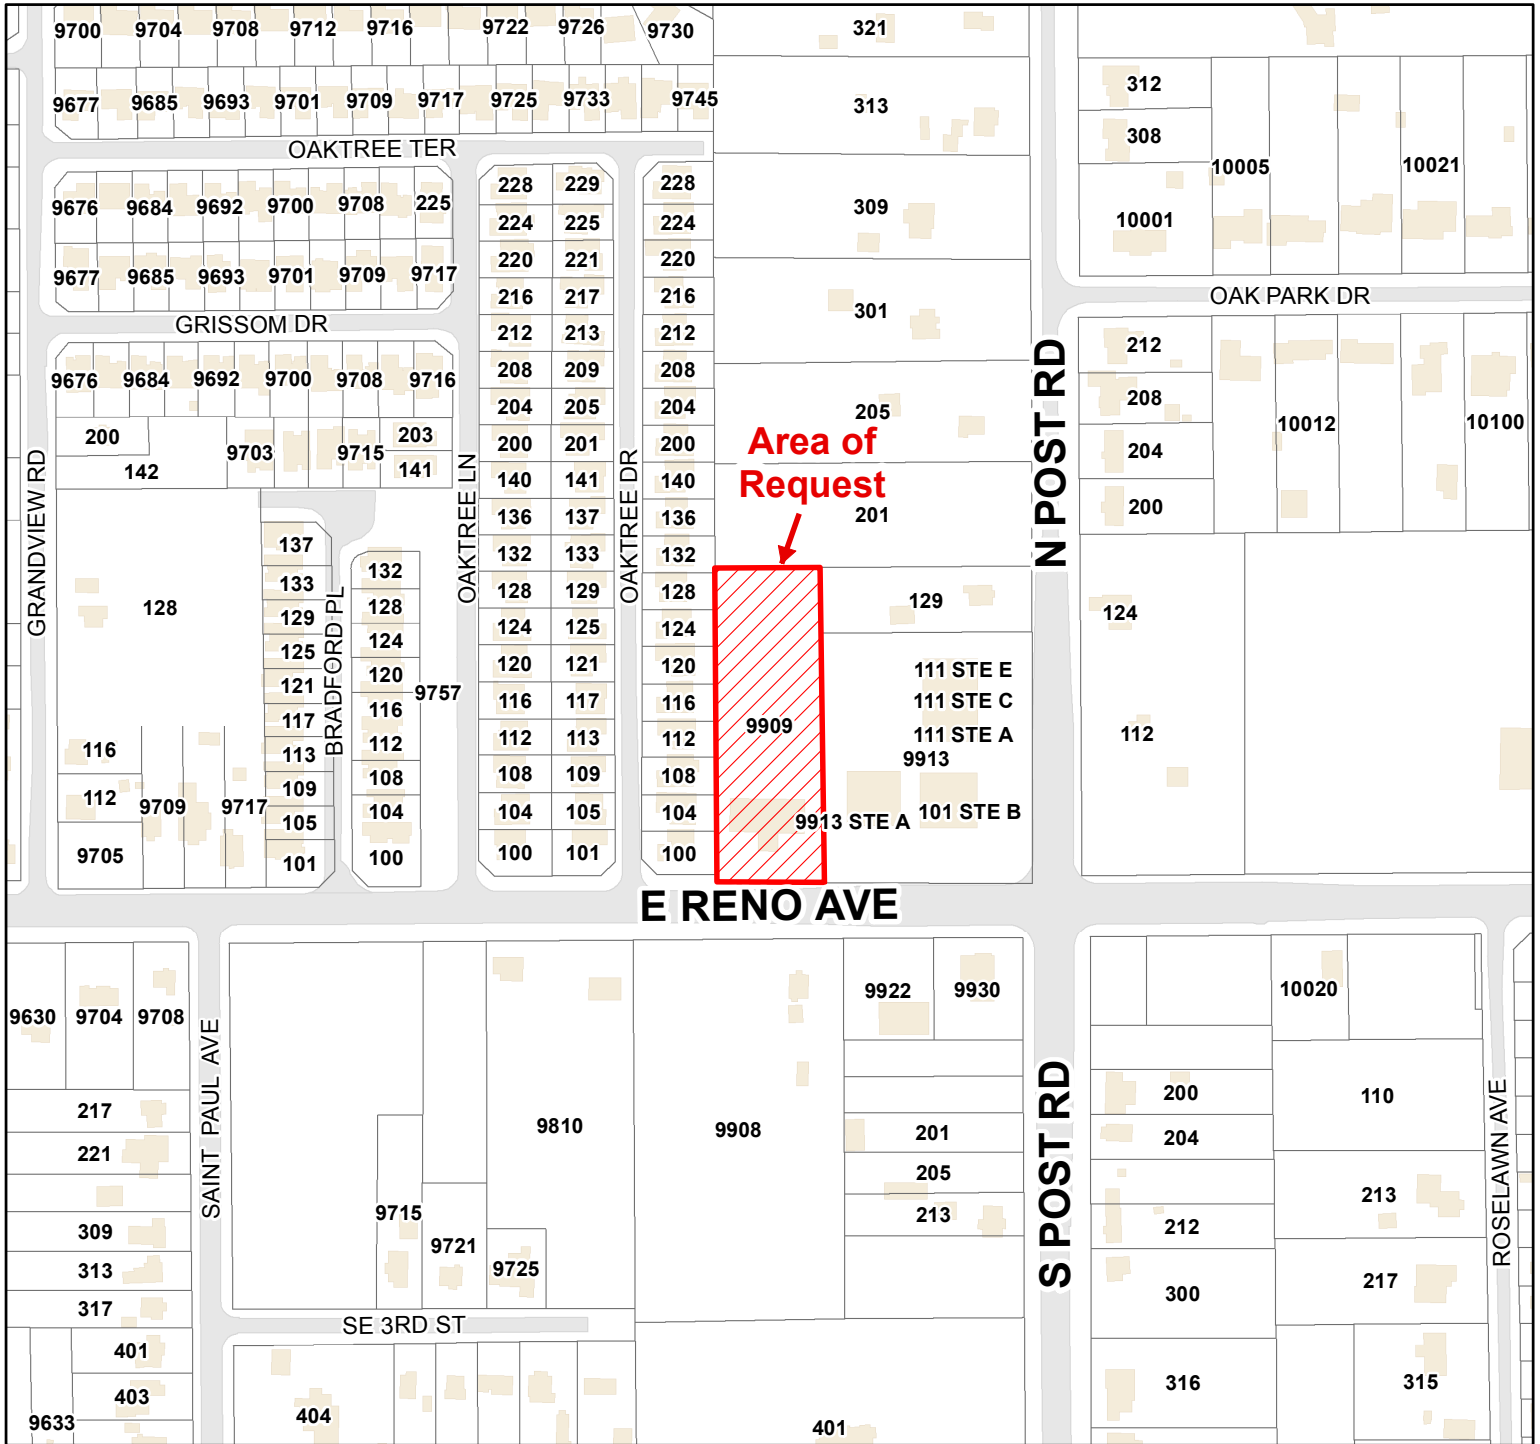 9700 9704 9708 9712 9716 9722 9726 9730 321
9677 9685 9693 9701 9709 9717 9725 9733 9745 313 312
308
OAKTREE TER
10005 10021
9676 9684 9692 9700 9708 225 228 229 228 309 10001
224 225 224
9677 9685 9693 9701 9709 9717 220 221 220
216 217 216 301 OAK PARK DR
GRISSOM DR
212 213 212 212
9676 9684 9692 9700 9708 9716 208 209 208 208
204 205 204 205 10012 10100
200 9703 9715 203 200 201 200 204
142 141 140 141 140
Area of
Request
136 137 136 201 200
GRANDVIEW RD
OAKTREE LN
OAKTREE DR
N POST RD
BRADFORD PL
137 132 133 132
133 132 128 129 128 129
128 129 128 124 125 124 124
125 124 120 121 120 111 STE E
121 120 9757 116 117 116 111 STE C
117 116 9909 111 STE A 112
116 113 112 112 113 112 9913
112 109 108 108 109 108
9709 9717 105 104 104 105 104 9913 STE A 101 STE B
9705 101 100 100 101 100
E RENO AVE
9630 9704 9708 9922 9930 10020
SAINT PAUL AVE
S POST RD
ROSELAWN AVE
217 200 110
221 9810 9908 201 204
205
9715 213 213
309 9721 212
313 9725 217
317 300
SE 3RD ST
401
403 316 315
9633 404 401